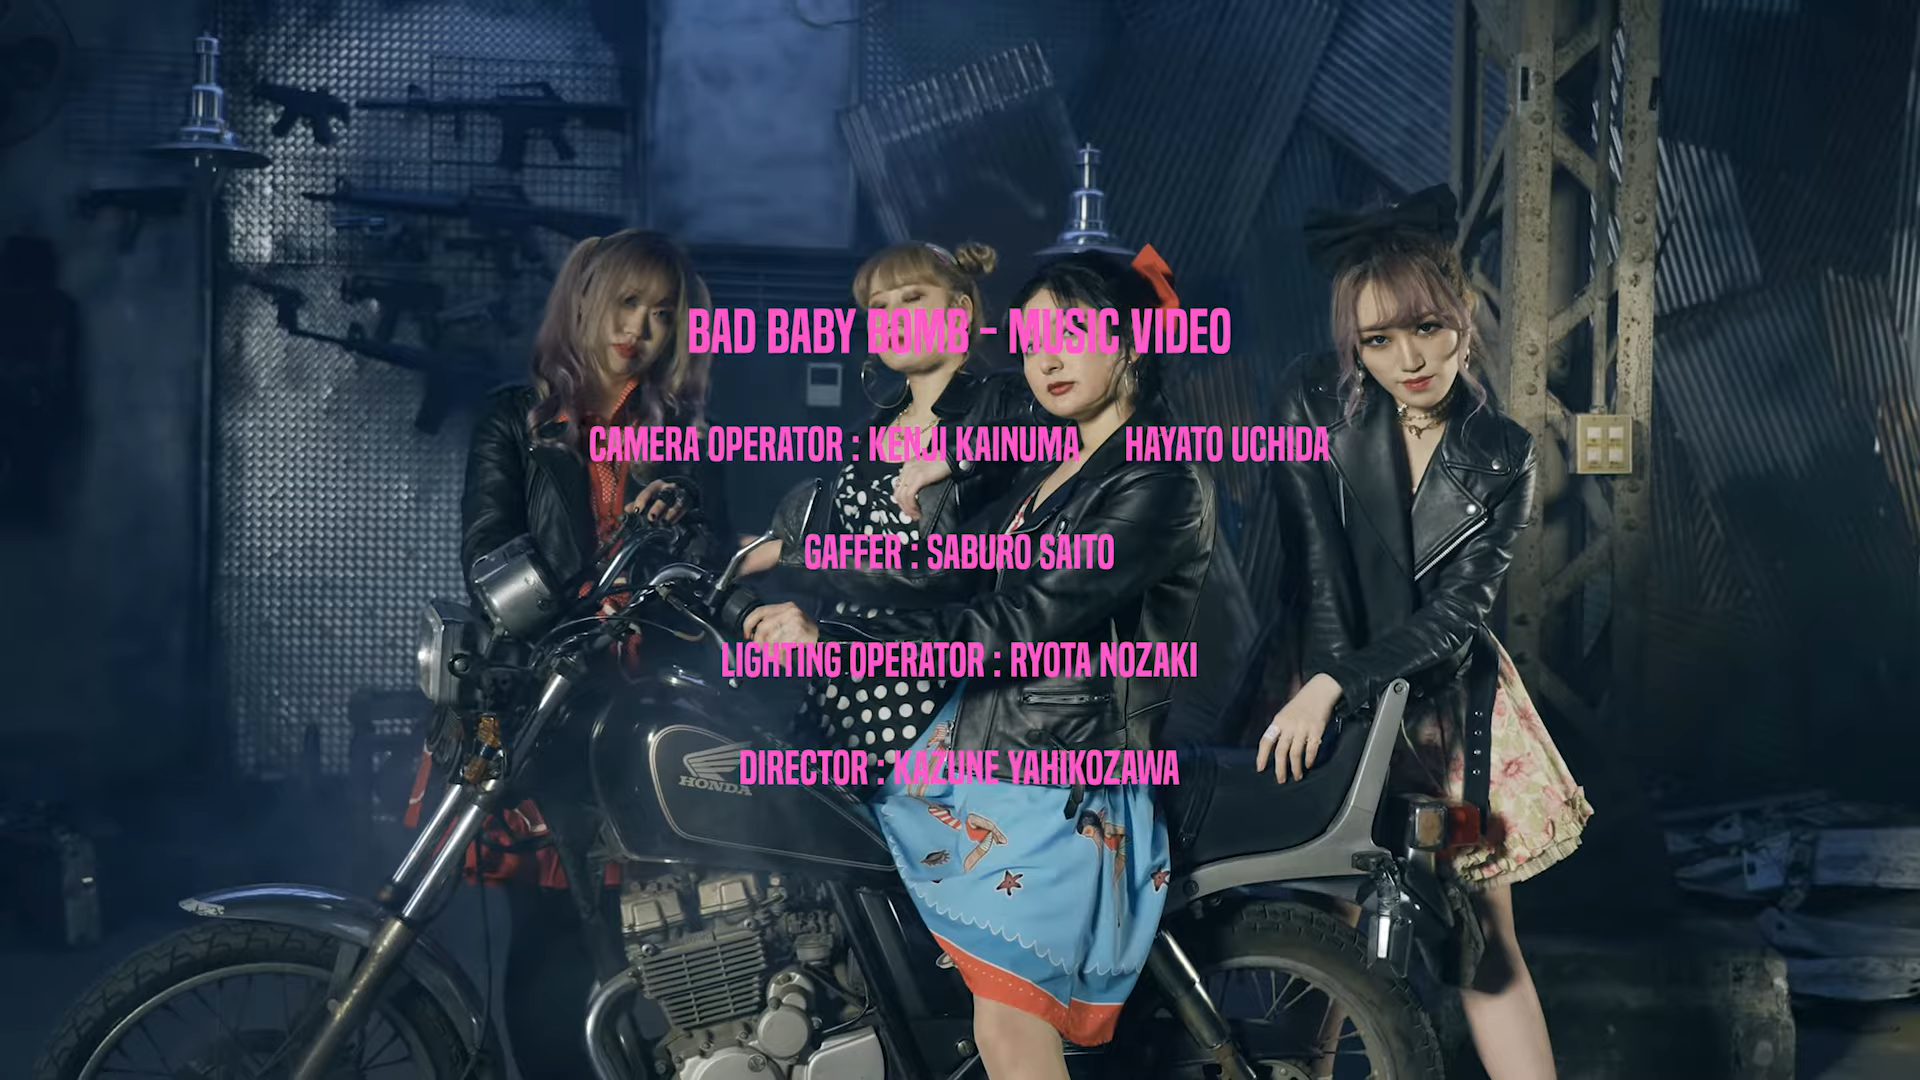 BAD BABY BOMB - MUSIC VIDEO
CAMERA OPERATOR : KENJI KAINUMA HAYATO UCHIDA
GAFFER : SABURO SAITO
LIGHTING OPERATOR : RYOTA NOZAKI
DIRECTOR : KAZUNE YAHIKOZAWA
HONDA